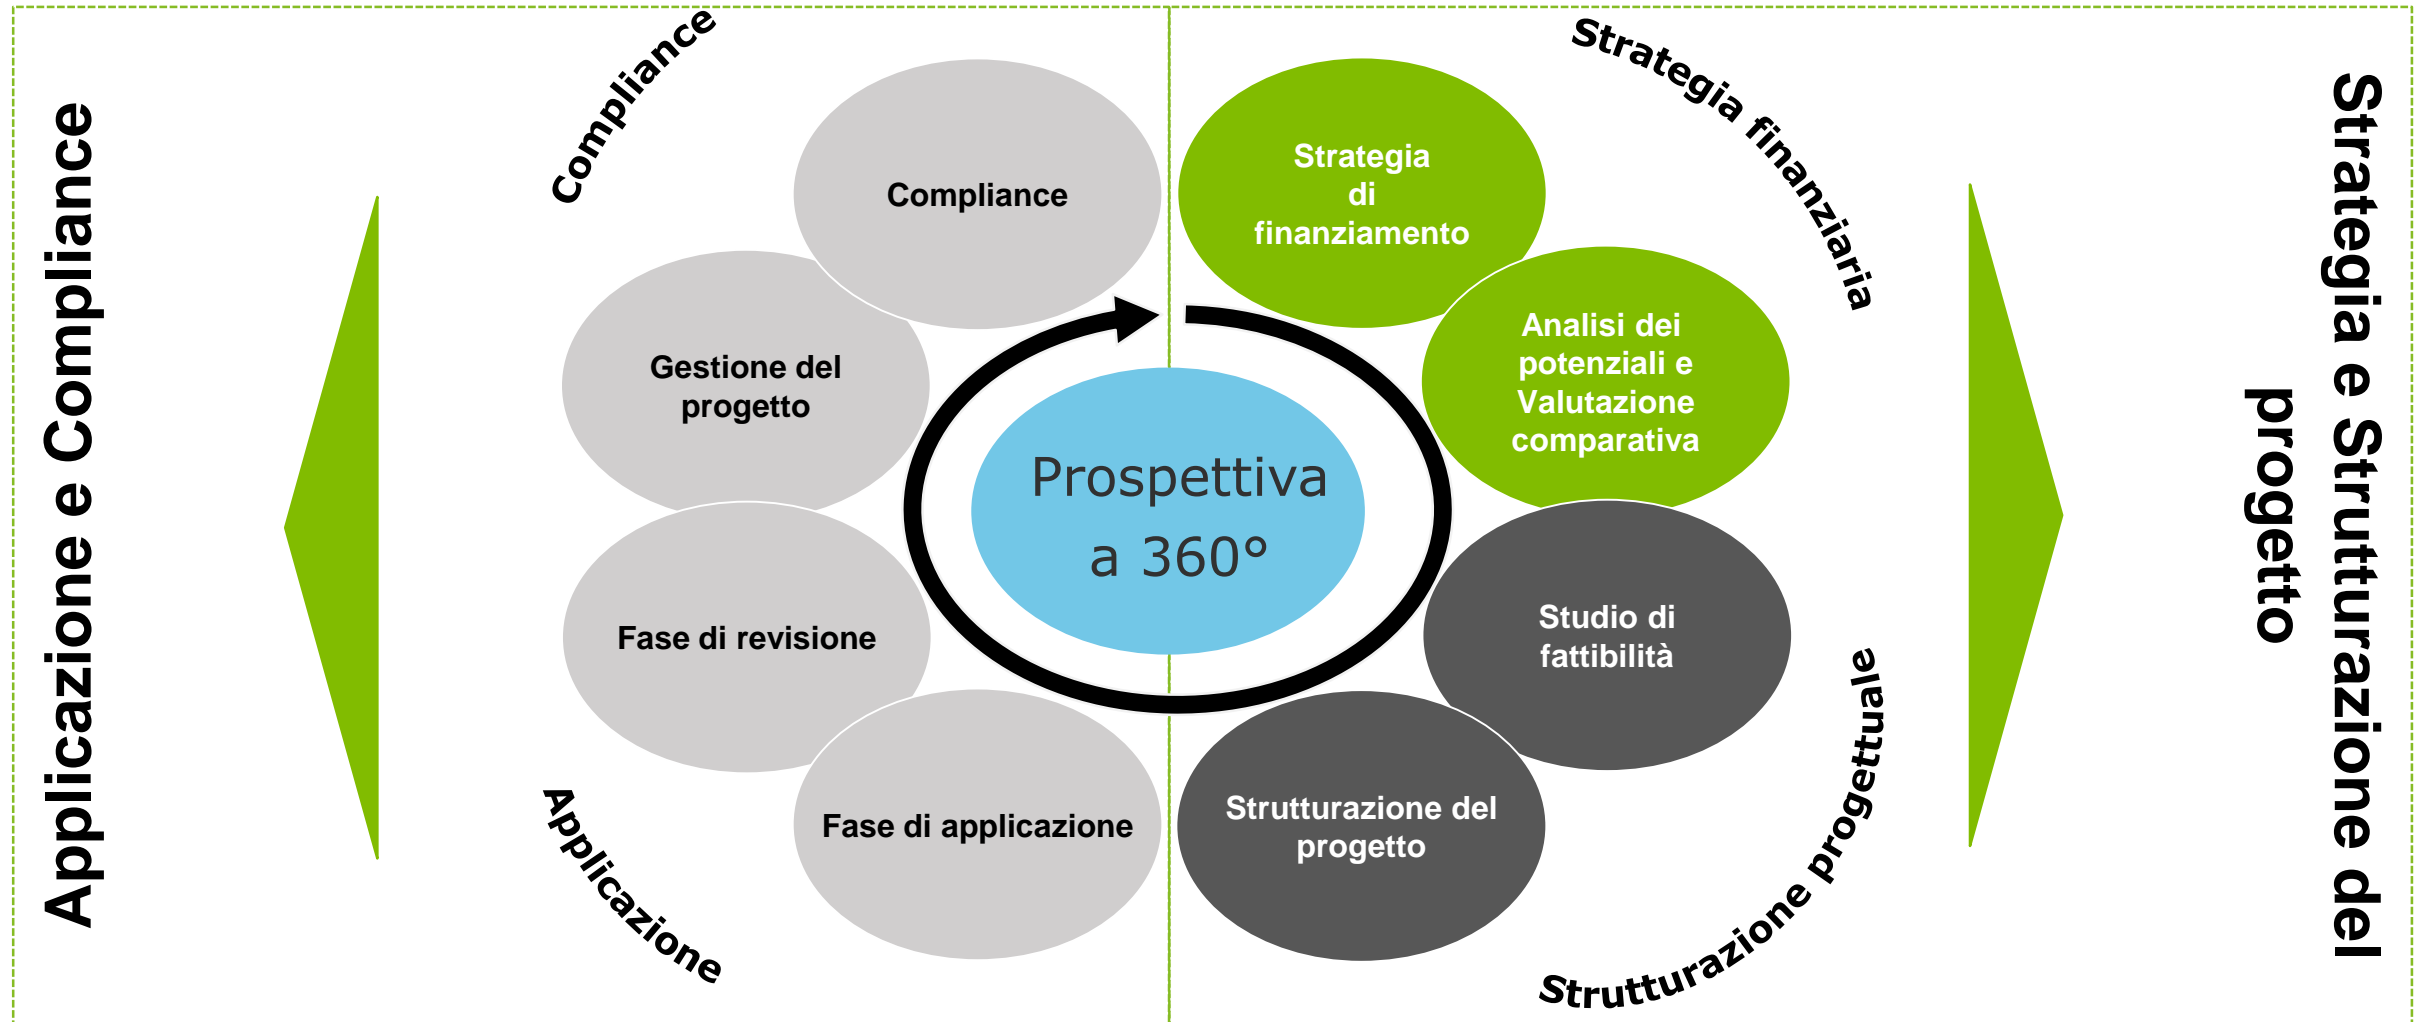 Applicazione e Compliance
Compliance
Compliance
Gestione del
progetto
Fase di revisione
Fase di applicazione
Applicazione
Prospettiva
a 360°
Strategia finanziaria
Strategia
di
finanziamento
Analisi dei
potenziali e
Valutazione
comparativa
Studio di
fattibilità
Strutturazione del
progetto
Strutturazione progettuale
Strategia e Strutturazione del
progetto